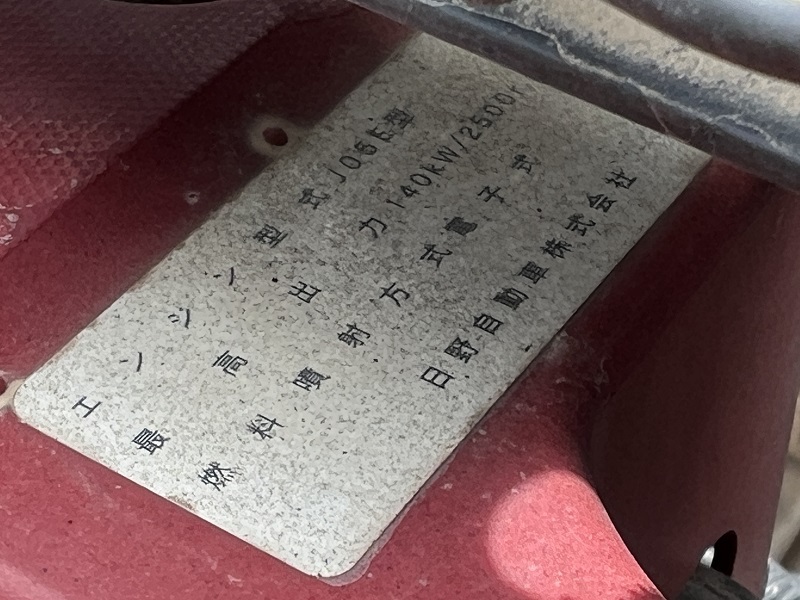 エンジン型式 J05E型
最高出力 140kW/2500r
燃料噴射方式 電子式
日野自動車株式会社